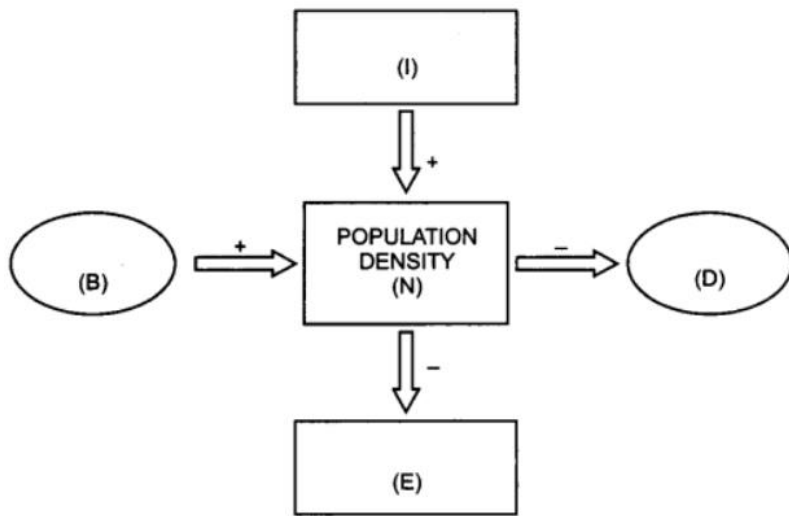 (I)
+
(B)
+
POPULATION
DENSITY
(N)
–
(D)
–
(E)